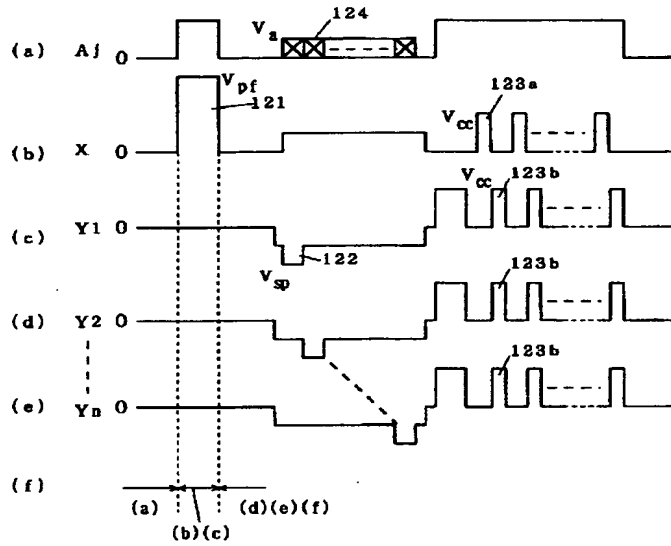 124
Va
(a) Aj 0
Vpf
121
123a
Vcc
(b) X 0
Vcc 123b
(c) Y1 0
122
Vsp
123b
(d) Y2 0
123b
(e) Yn 0
(f)
(a) (d)(e)(f)
(b)(c)